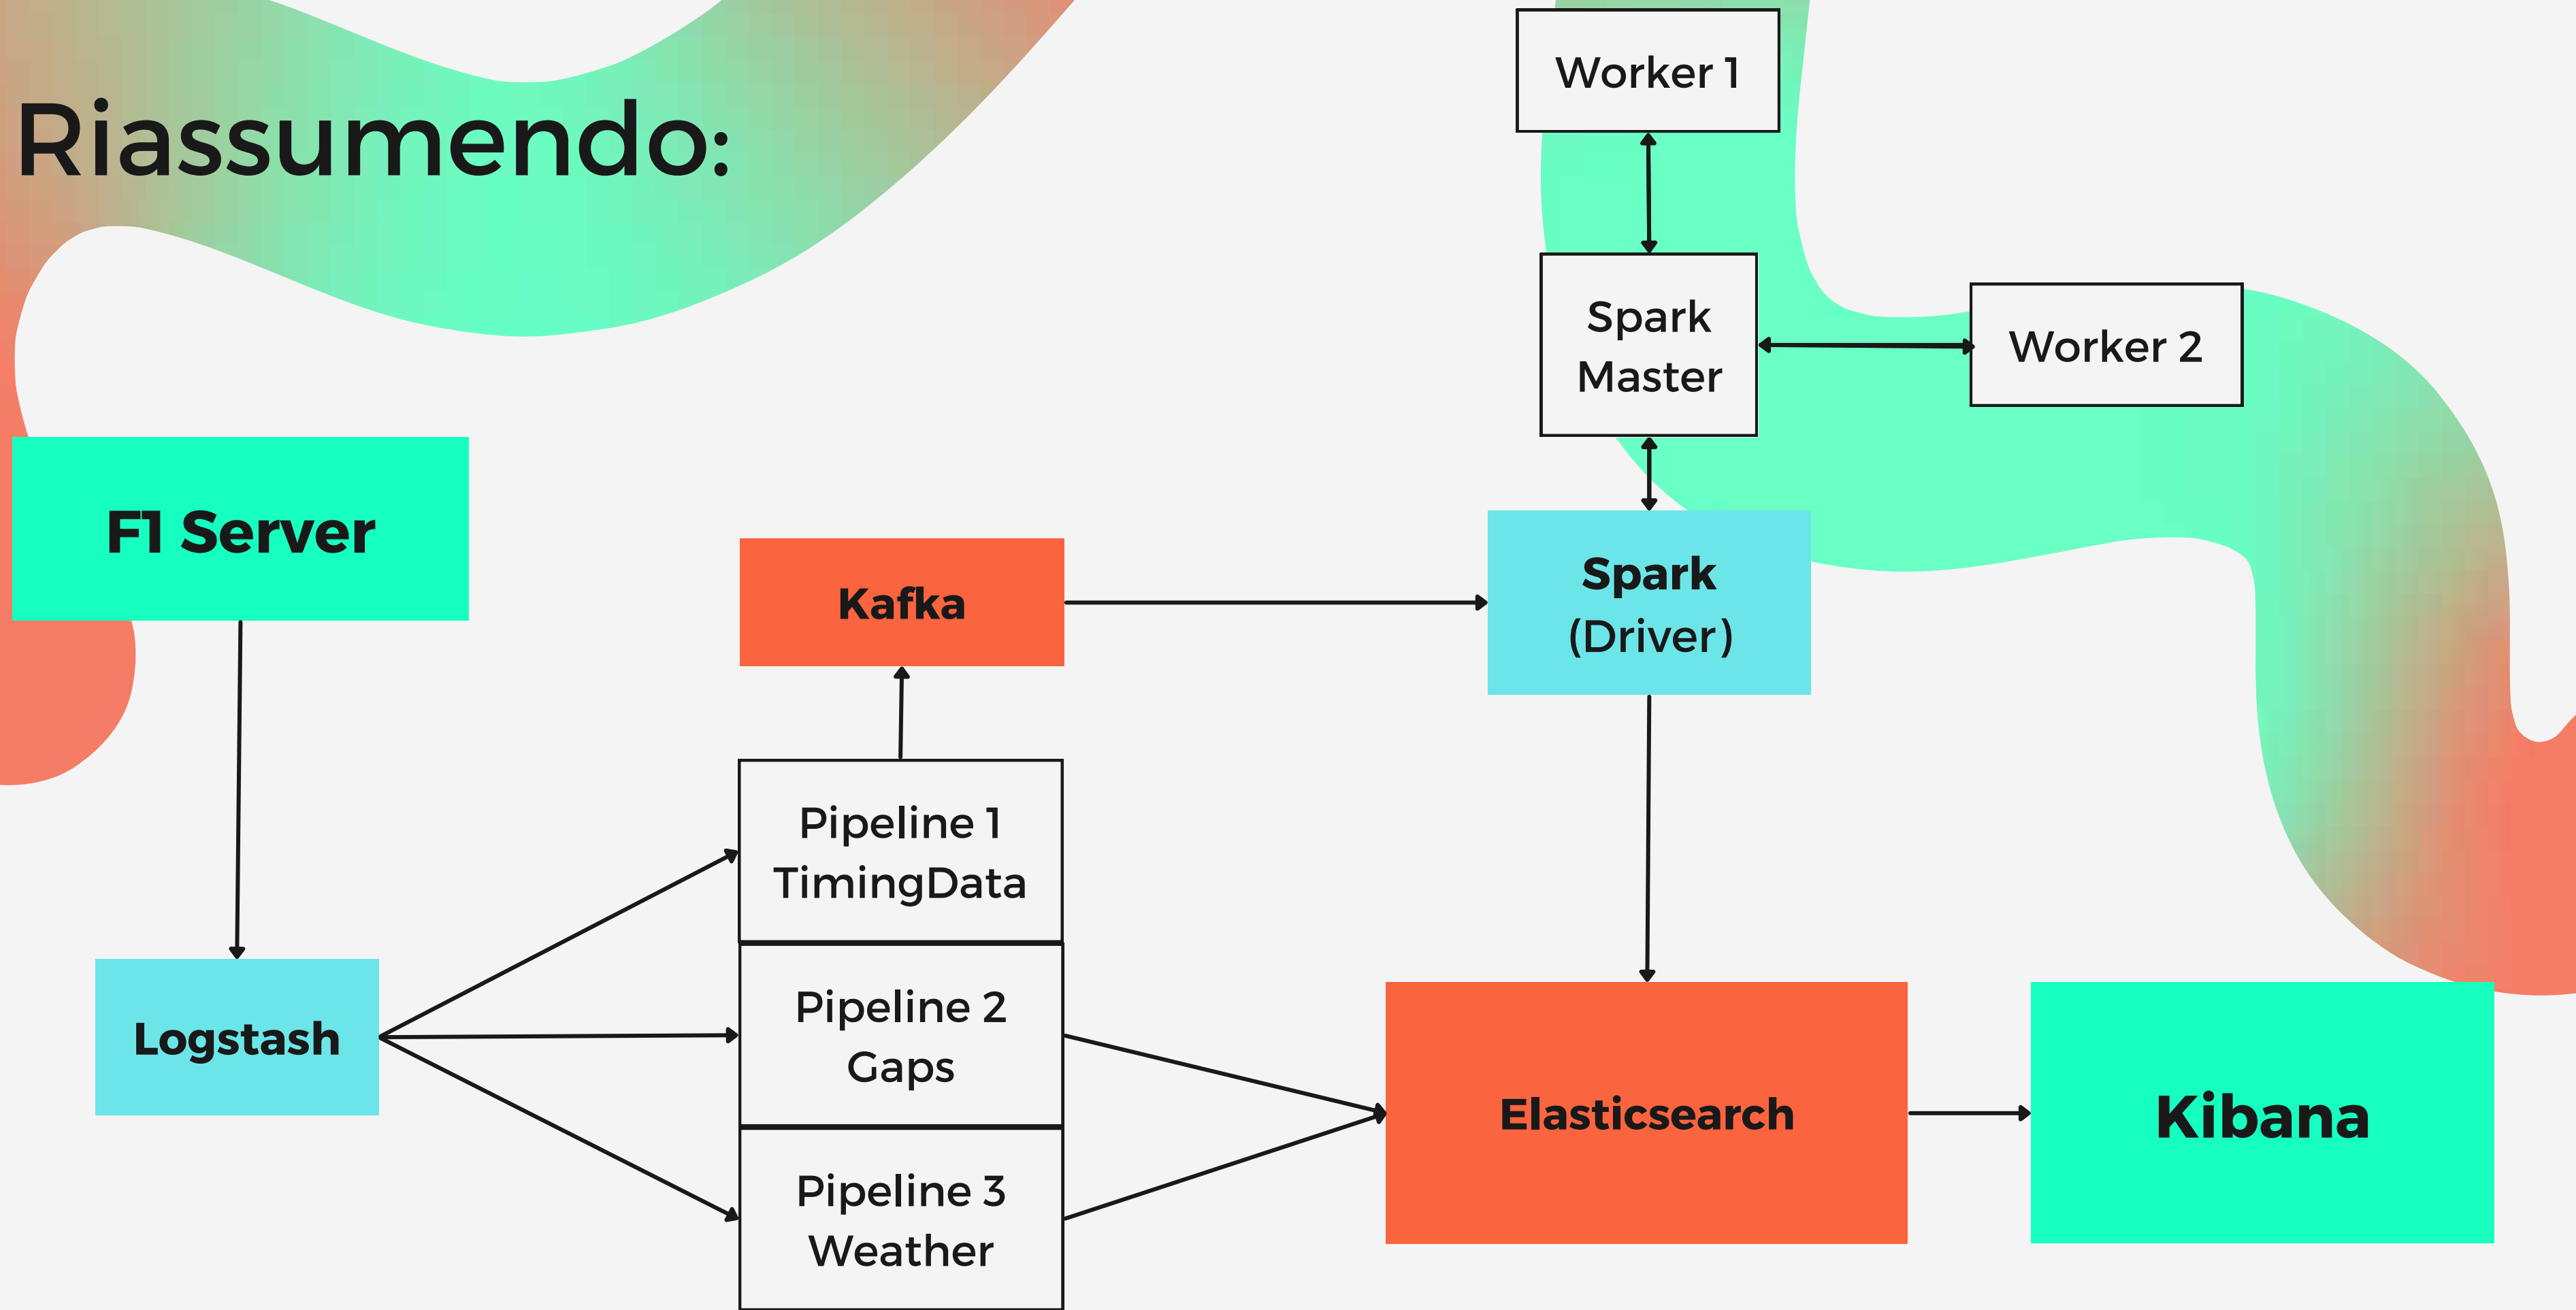 Riassumendo:
Worker 1
Spark
Master
Worker 2
F1 Server
Kafka
Spark
(Driver)
Pipeline 1
TimingData
Logstash
Pipeline 2
Gaps
Pipeline 3
Weather
Elasticsearch
Kibana